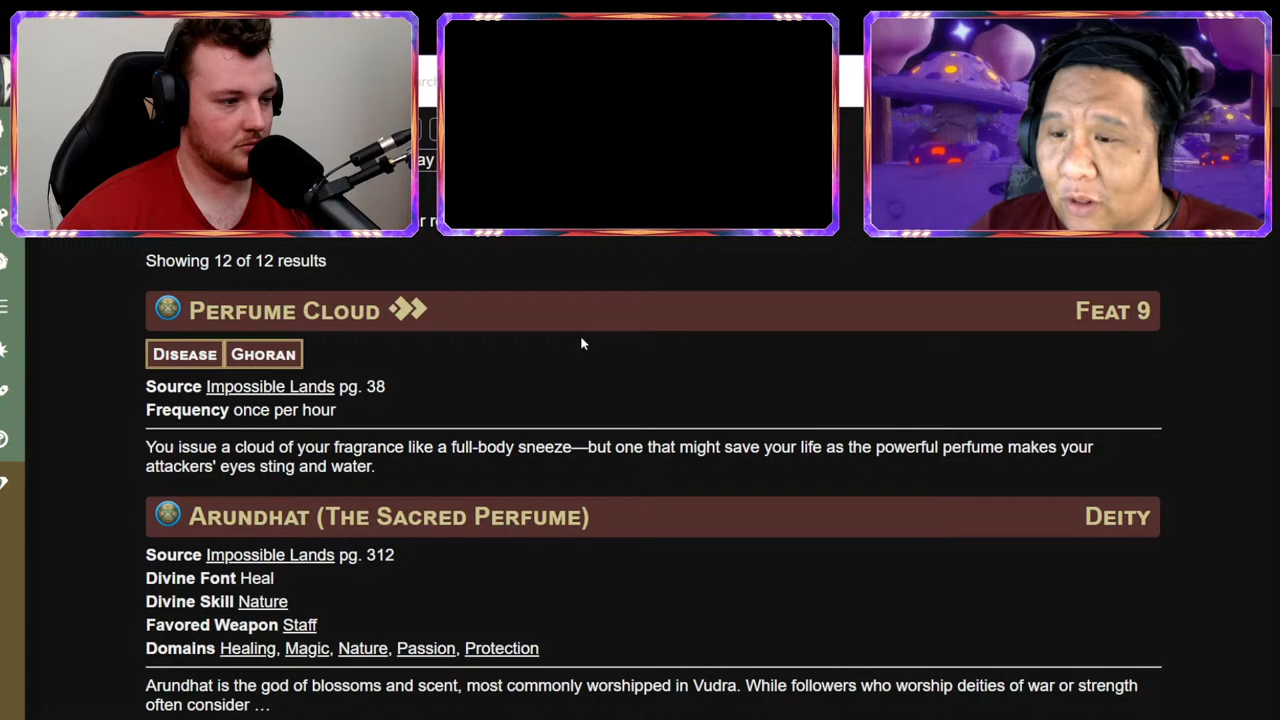 arch
ay
r re
Showing 12 of 12 results
Perfume Cloud Feat 9
Disease Ghoran
Source Impossible Lands pg. 38
Frequency once per hour
You issue a cloud of your fragrance like a full-body sneeze—but one that might save your life as the powerful perfume makes your
attackers' eyes sting and water.
Arundhat (The Sacred Perfume) Deity
Source Impossible Lands pg. 312
Divine Font Heal
Divine Skill Nature
Favored Weapon Staff
Domains Healing, Magic, Nature, Passion, Protection
Arundhat is the god of blossoms and scent, most commonly worshipped in Vudra. While followers who worship deities of war or strength
often consider …